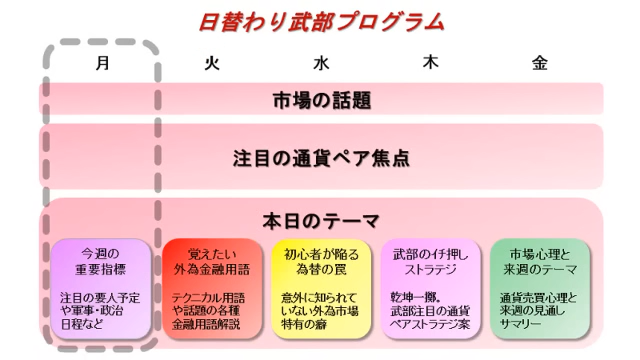 日替わり武部プログラム
月 火 水 木 金
市場の話題
注目の通貨ペア焦点
本日のテーマ
今週の
重要指標
注目の要人予定
や軍事・政治
日程など
覚えたい
外為金融用語
テクニカル用語
や話題の各種
金融用語解説
初心者が陥る
為替の罠
意外に知られて
いない外為市場
特有の癖
武部のイチ押し
ストラテジ
乾坤一擲。
武部注目の通貨
ペアストラテジ案
市場心理と
来週のテーマ
通貨売買心理と
来週の見通し
サマリー